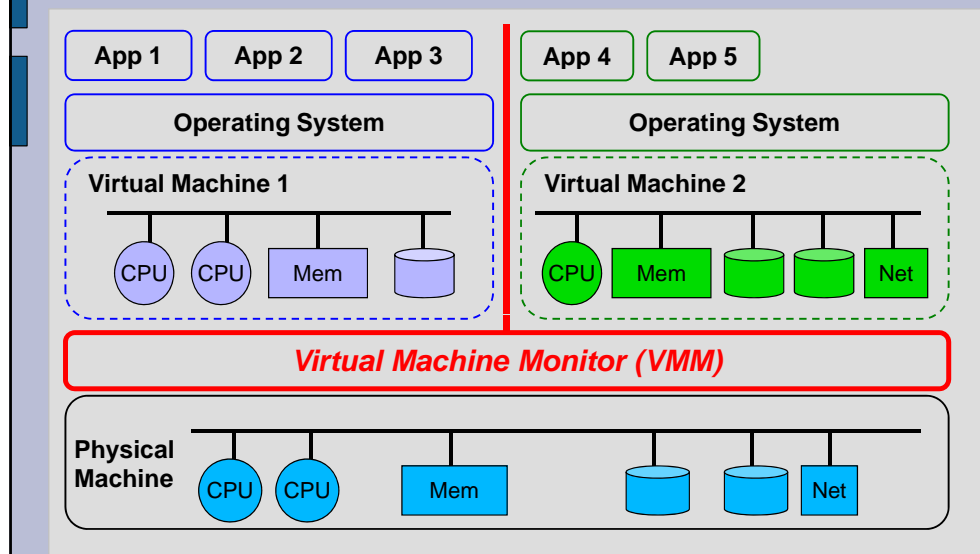 App 1
App 2
App 3
App 4
App 5
Operating System
Operating System
Virtual Machine 1
Virtual Machine 2
CPU
CPU
Mem
CPU
Mem
Net
Virtual Machine Monitor (VMM)
Physical
Machine
CPU
CPU
Mem
Net